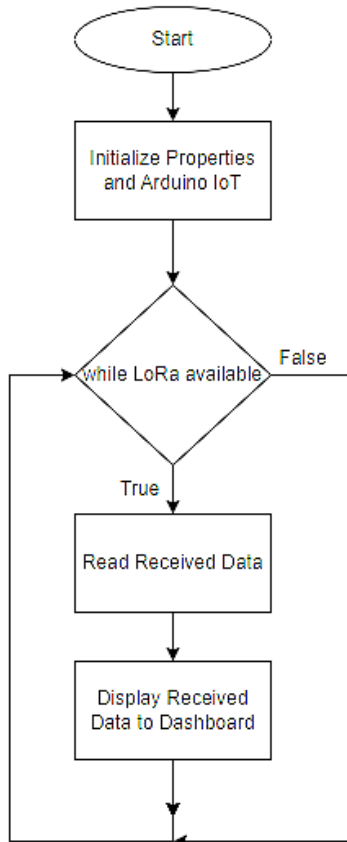 Start
Initialize Properties
and Arduino IoT
while LoRa available
False
True
Read Received Data
Display Received
Data to Dashboard